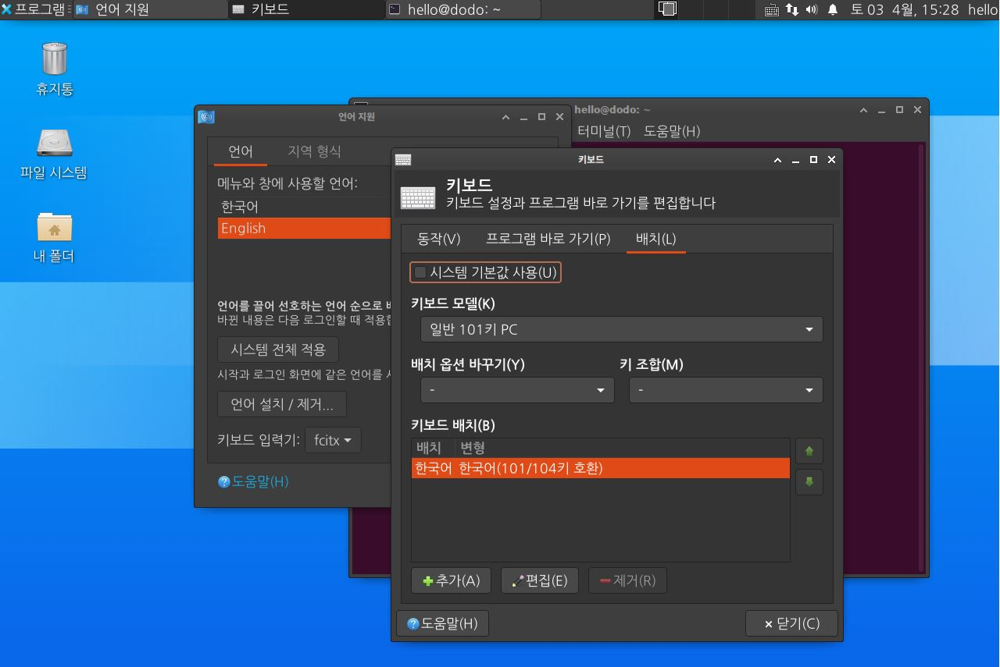 프로그램
언어 지원
키보드
hello@dodo: ~
토 03 4월, 15:28
hello
휴지통
파일 시스템
내 폴더
hello@dodo: ~
터미널(T) 도움말(H)
언어 지원
언어 지역 형식
메뉴와 창에 사용할 언어:
한국어
English
언어를 끌어 선호하는 언어 순으로
바뀐 내용은 다음 로그인할 때 적용
시스템 전체 적용
시작과 로그인 화면에 같은 언어를
언어 설치 / 제거...
키보드 입력기: fcitx
도움말(H)
키보드
키보드
키보드 설정과 프로그램 바로 가기를 편집합니다
동작(V) 프로그램 바로 가기(P) 배치(L)
시스템 기본값 사용(U)
키보드 모델(K)
일반 101키 PC
배치 옵션 바꾸기(Y) 키 조합(M)
- -
키보드 배치(B)
배치 변형
한국어 한국어(101/104키 호환)
추가(A) 편집(E) 제거(R)
도움말(H) 닫기(C)